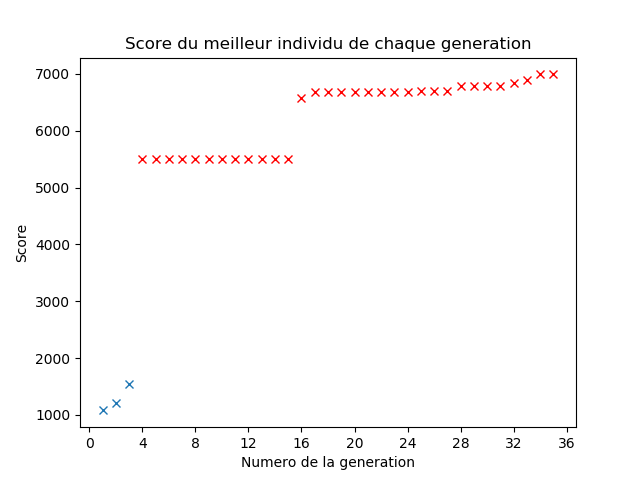 Score du meilleur individu de chaque generation
7000
6000
5000
4000
3000
2000
1000
Score
0 4 8 12 16 20 24 28 32 36
Numero de la generation